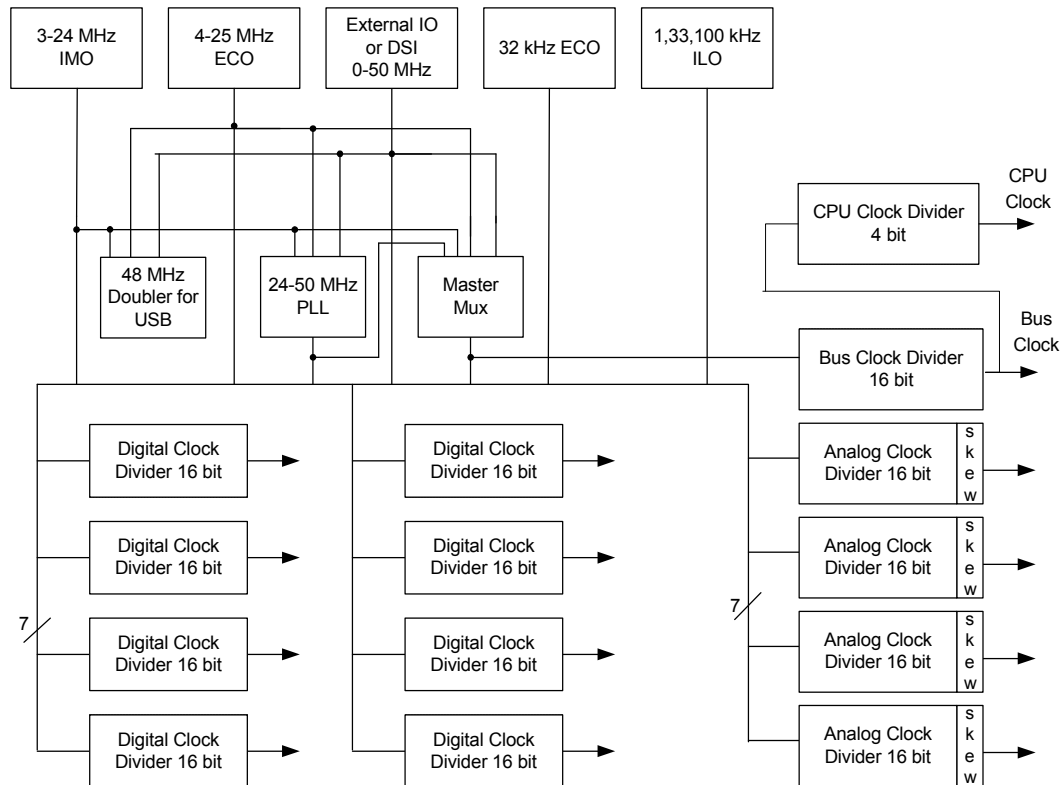 3-24 MHz
IMO
4-25 MHz
ECO
External IO
or DSI
0-50 MHz
32 kHz ECO
1,33,100 kHz
ILO
CPU
Clock
CPU Clock Divider
4 bit
48 MHz
Doubler for
USB
24-50 MHz
PLL
Master
Mux
Bus
Clock
Bus Clock Divider
16 bit
Digital Clock
Divider 16 bit
Digital Clock
Divider 16 bit
Analog Clock
Divider 16 bit
s
k
e
w
Digital Clock
Divider 16 bit
Digital Clock
Divider 16 bit
Analog Clock
Divider 16 bit
s
k
e
w
7
7
Digital Clock
Divider 16 bit
Digital Clock
Divider 16 bit
Analog Clock
Divider 16 bit
s
k
e
w
Digital Clock
Divider 16 bit
Digital Clock
Divider 16 bit
Analog Clock
Divider 16 bit
s
k
e
w